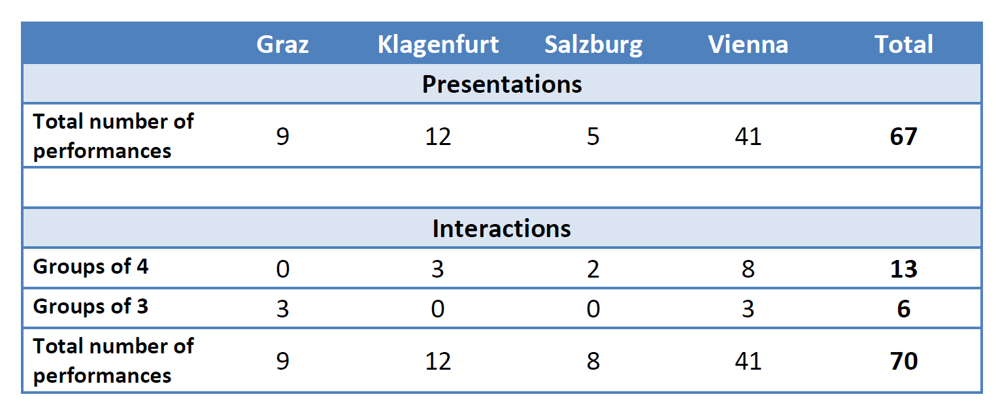 Graz Klagenfurt Salzburg Vienna Total
Presentations
Total number of
performances 9 12 5 41 67
Interactions
Groups of 4 0 3 2 8 13
Groups of 3 3 0 0 3 6
Total number of
performances 9 12 8 41 70